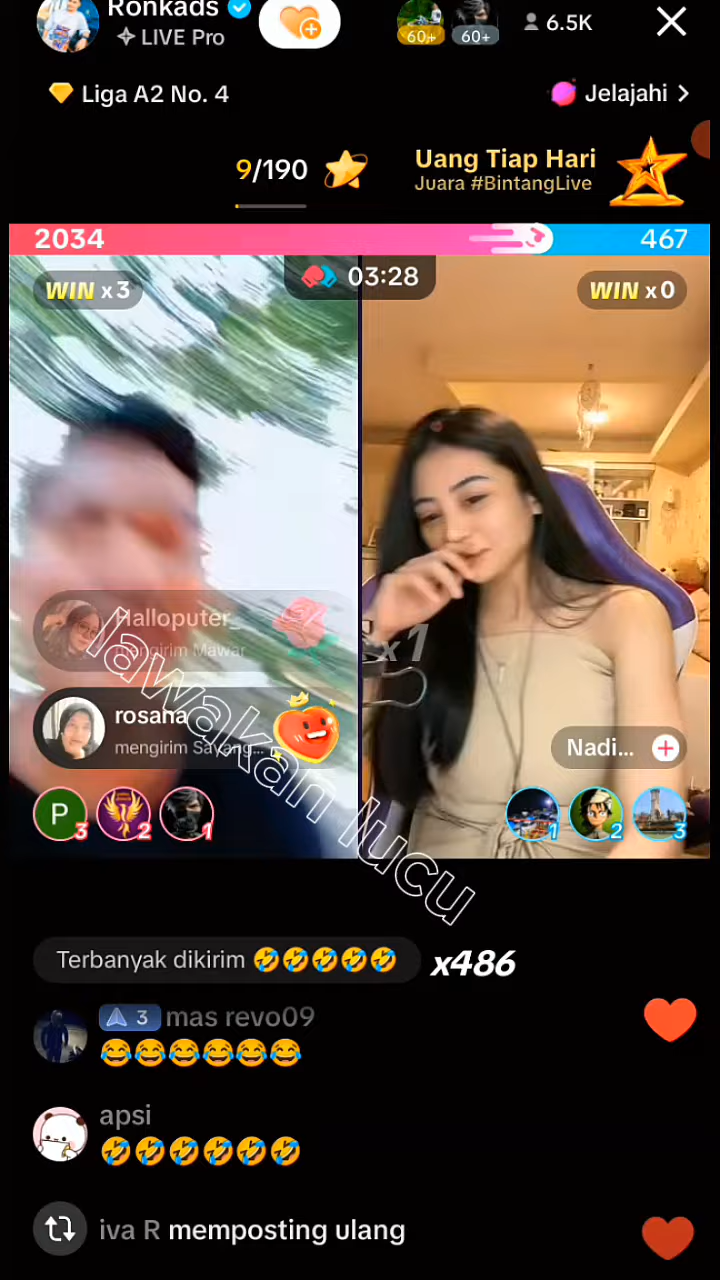 Ronkads
LIVE Pro
60+
60+
6.5K
Liga A2 No. 4
Jelajahi >
9/190
Uang Tiap Hari
Juara #BintangLive
2034
467
WIN x3
03:28
WIN x0
Halloputer_
mengirim Mawar
x1
rosana
mengirim Sayang...
Nadi...
P
3
2
1
1
2
3
lawakan lucu
Terbanyak dikirim 🤣🤣🤣🤣🤣 x486
3 mas revo09
😂😂😂😂😂😂
apsi
🤣🤣🤣🤣🤣🤣
iva R memposting ulang